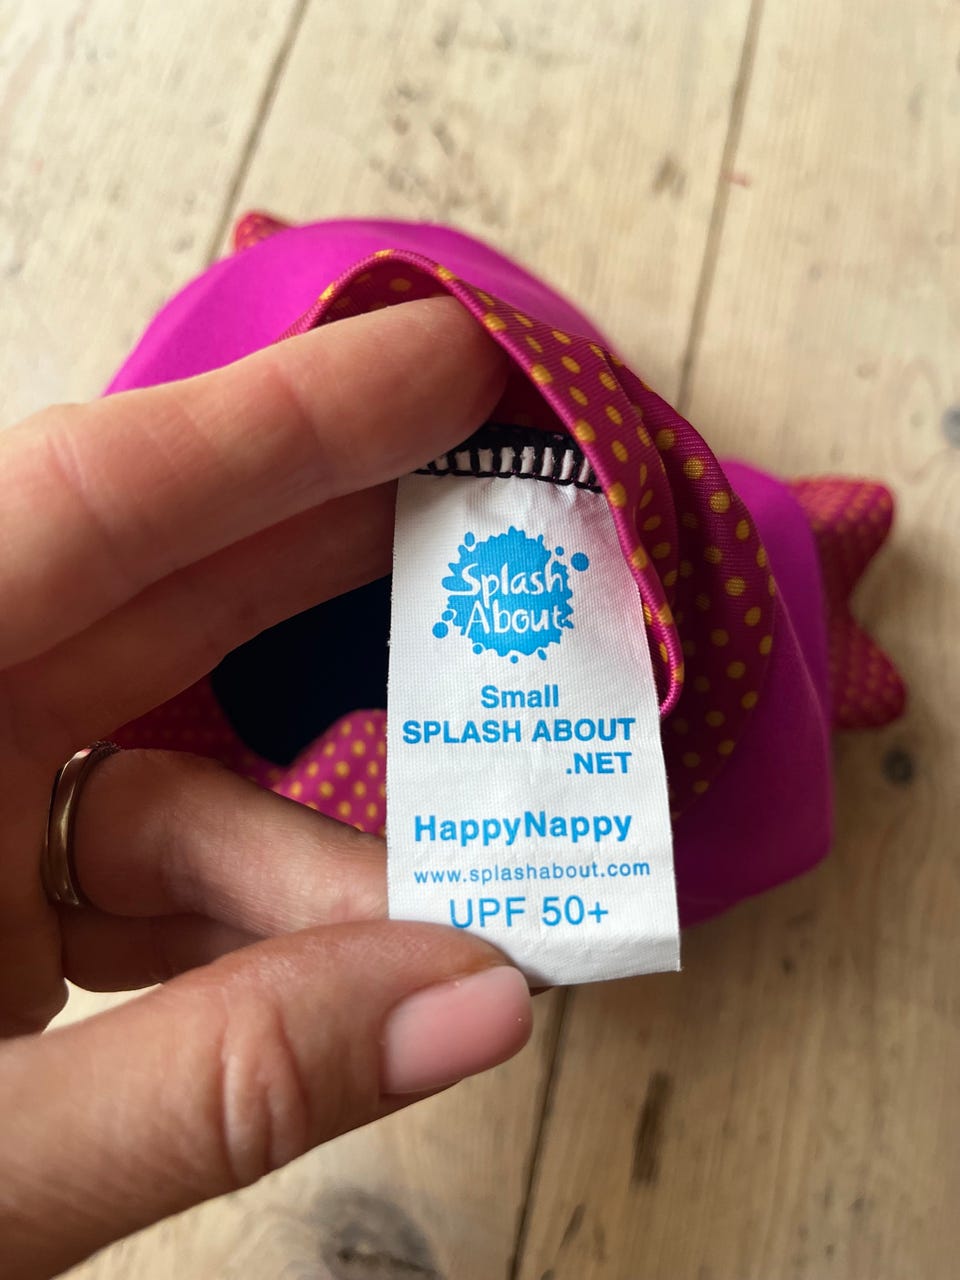 Splash
About
Small
SPLASH ABOUT
.NET
HappyNappy
www.splashabout.com
UPF 50+